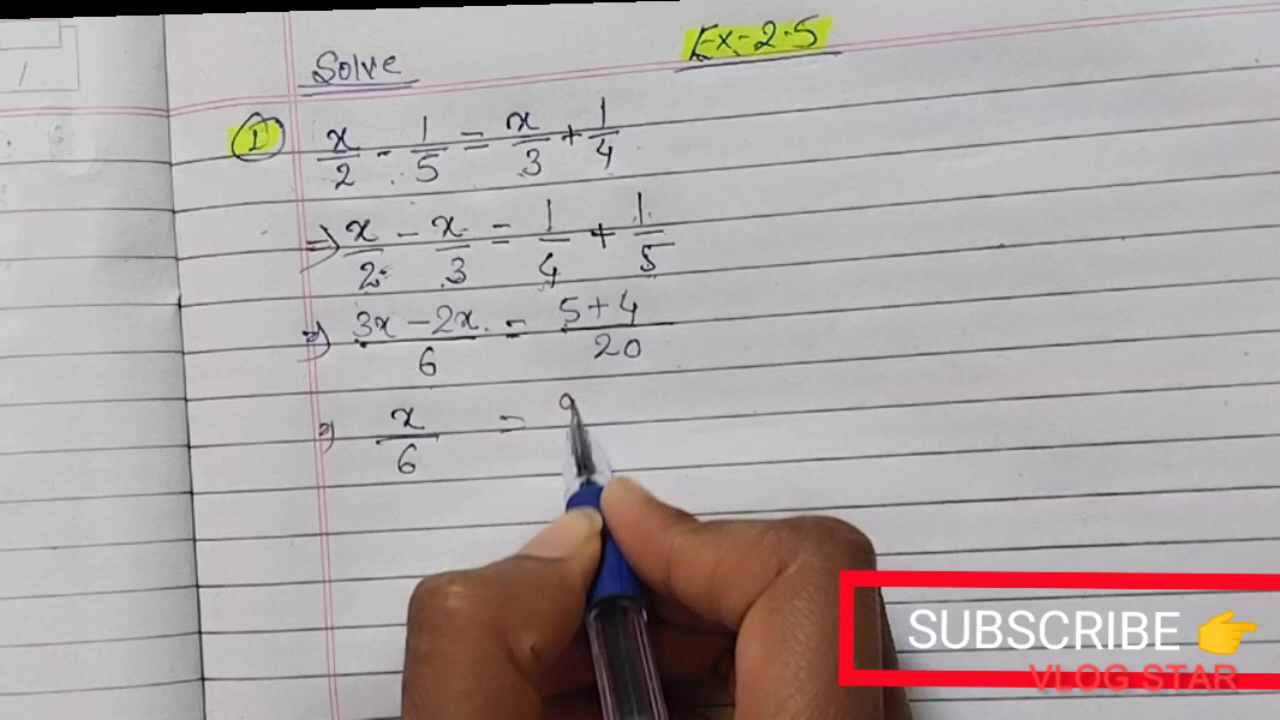 Ex-2.5
Solve
① x/2 - 1/5 = x/3 + 1/4
⇒ x/2 - x/3 = 1/4 + 1/5
⇒ 3x-2x/6 = 5+4/20
⇒ x/6 = 9
SUBSCRIBE 👉
VLOG STAR